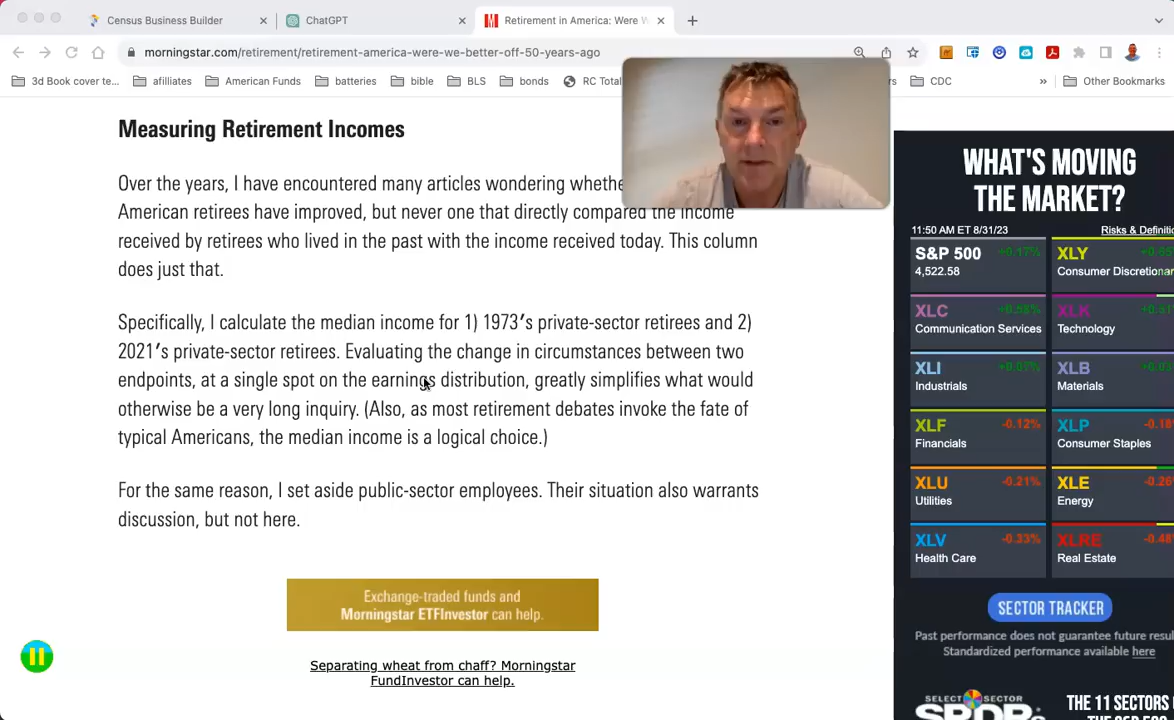 Census Business Builder
ChatGPT
Retirement in America: Were W
morningstar.com/retirement/retirement-america-were-we-better-off-50-years-ago
3d Book cover te...
afilliates
American Funds
batteries
bible
BLS
bonds
RC Total
CDC
»
Other Bookmarks
Measuring Retirement Incomes
Over the years, I have encountered many articles wondering whethe
American retirees have improved, but never one that directly compared the income
received by retirees who lived in the past with the income received today. This column
does just that.
Specifically, I calculate the median income for 1) 1973′s private-sector retirees and 2)
2021′s private-sector retirees. Evaluating the change in circumstances between two
endpoints, at a single spot on the earnings distribution, greatly simplifies what would
otherwise be a very long inquiry. (Also, as most retirement debates invoke the fate of
typical Americans, the median income is a logical choice.)
For the same reason, I set aside public-sector employees. Their situation also warrants
discussion, but not here.
Exchange-traded funds and
Morningstar ETFInvestor can help.
Separating wheat from chaff? Morningstar
FundInvestor can help.
WHAT'S MOVING
THE MARKET?
11:50 AM ET 8/31/23
Risks & Definitio
S&P 500 +0.17%
4,522.58
XLY
Consumer Discretionar
XLC
Communication Services
XLK
Technology
XLI +0.07%
Industrials
XLB
Materials
XLF -0.12%
Financials
XLP
Consumer Staples
XLU -0.21%
Utilities
XLE
Energy
XLV -0.33%
Health Care
XLRE
Real Estate
SECTOR TRACKER
Past performance does not guarantee future resul
Standardized performance available here
SELECT SECTOR
SPDR
THE 11 SECTORS